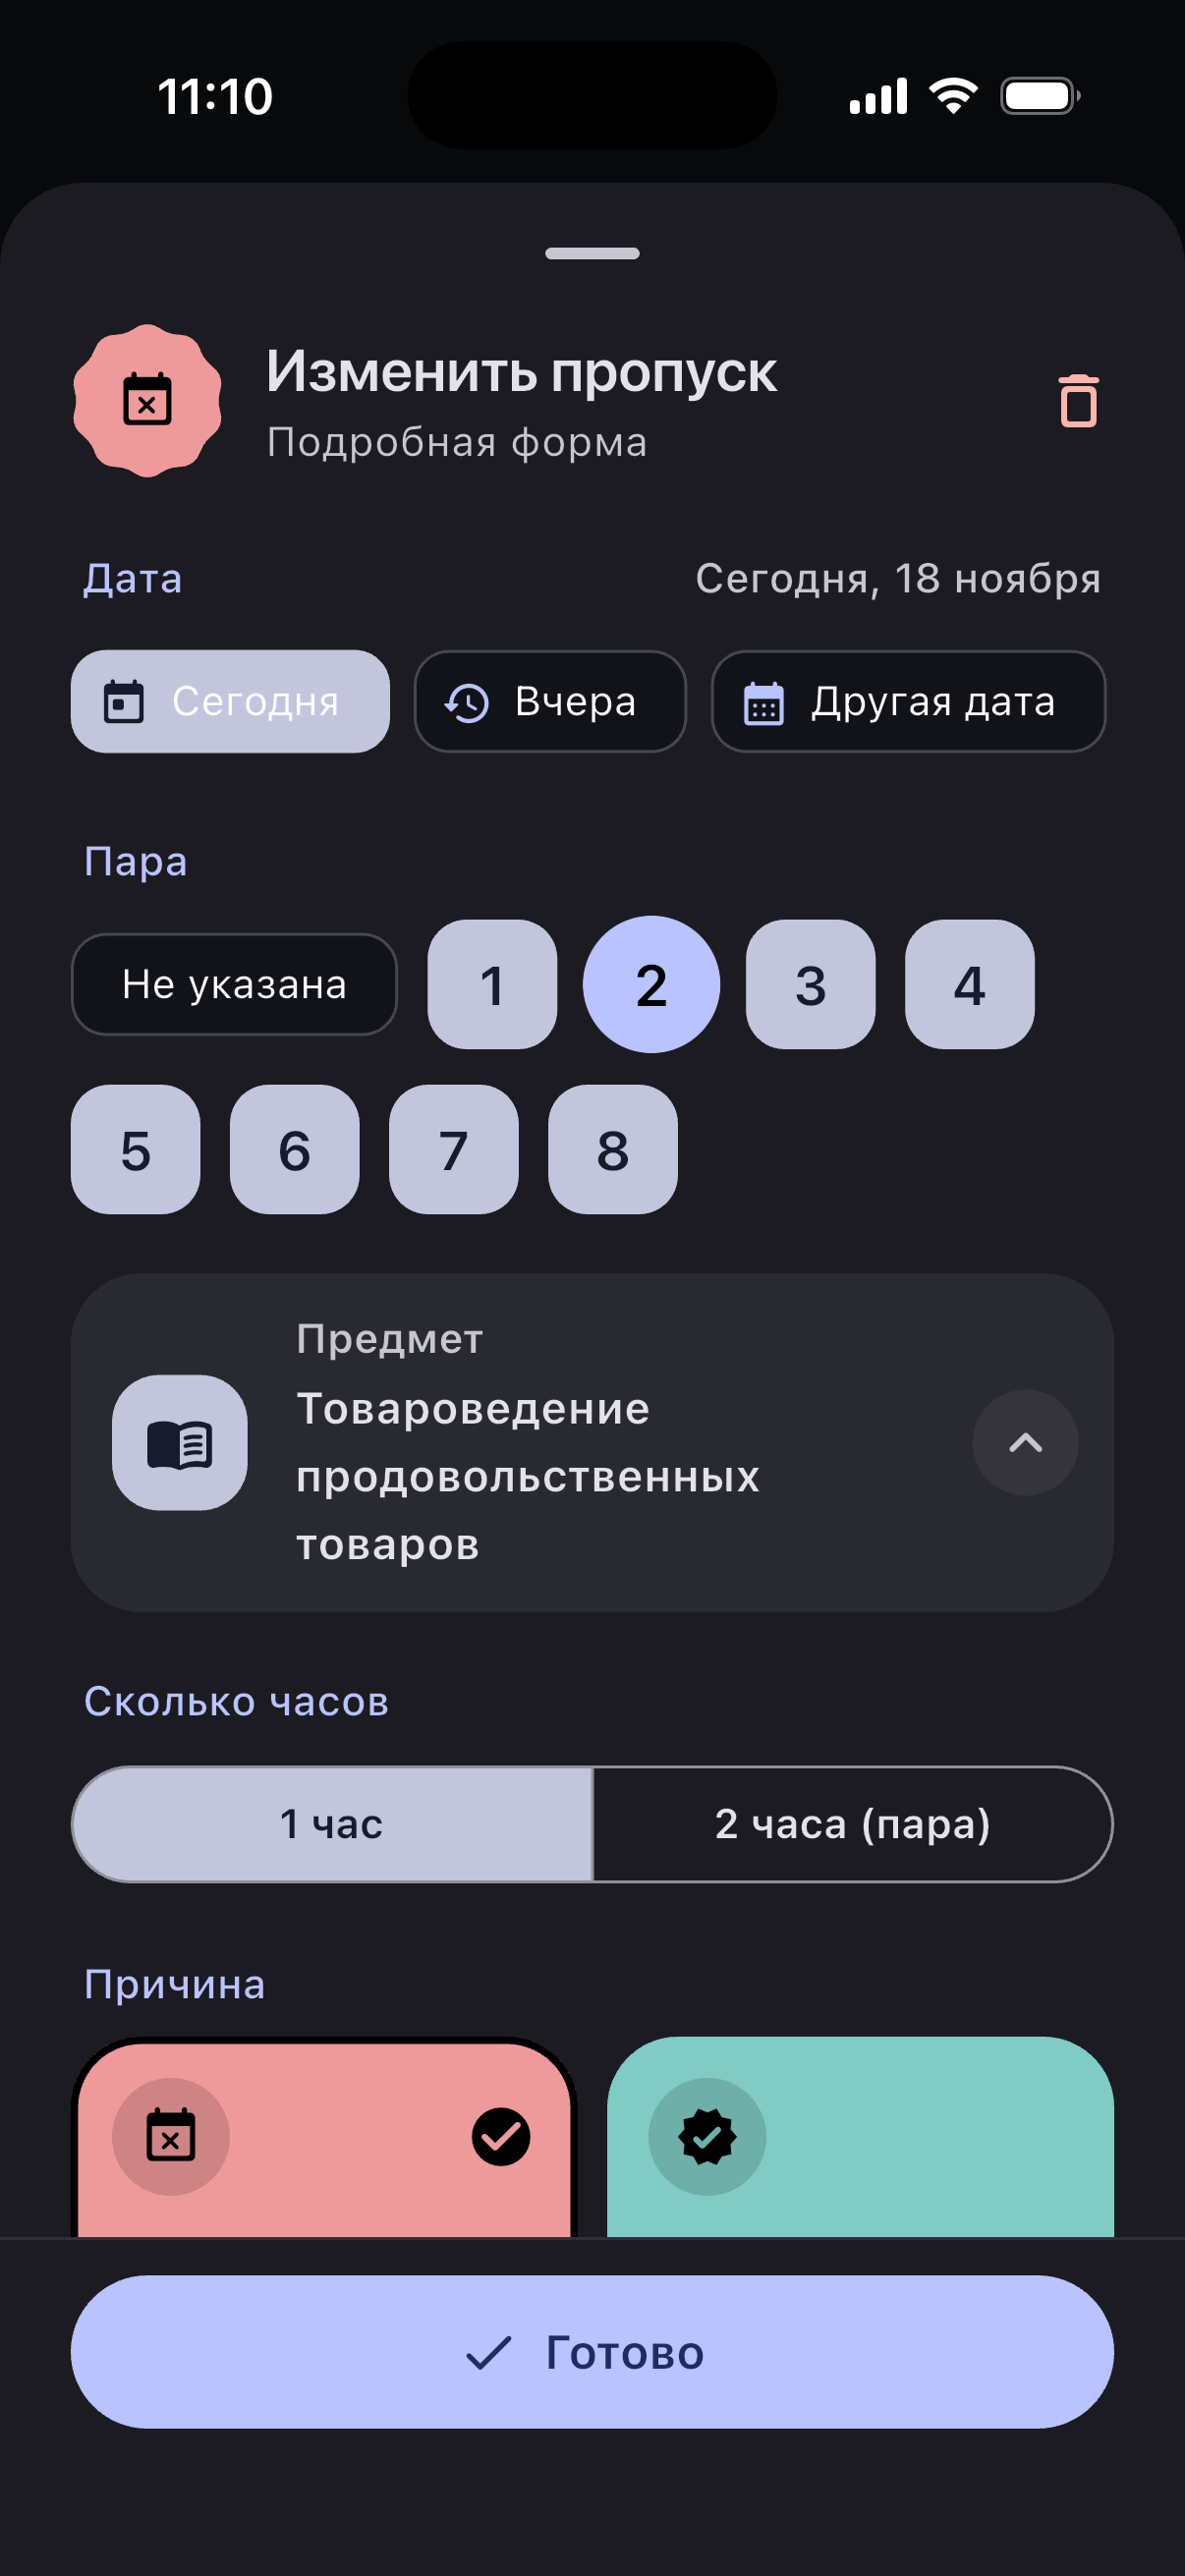 11:10
Изменить пропуск
Подробная форма
Дата
Сегодня, 18 ноября
Сегодня
Вчера
Другая дата
Пара
Не указана
1
2
3
4
5
6
7
8
Предмет
Товароведение
продовольственных
товаров
Сколько часов
1 час
2 часа (пара)
Причина
Готово